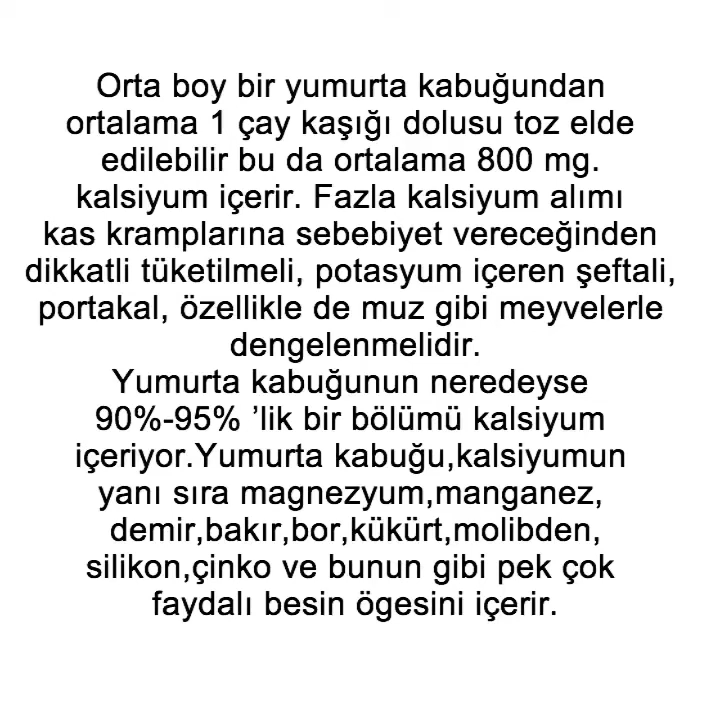 Orta boy bir yumurta kabuğundan
ortalama 1 çay kaşığı dolusu toz elde
edilebilir bu da ortalama 800 mg.
kalsiyum içerir. Fazla kalsiyum alımı
kas kramplarına sebebiyet vereceğinden
dikkatli tüketilmeli, potasyum içeren şeftali,
portakal, özellikle de muz gibi meyvelerle
dengelenmelidir.
Yumurta kabuğunun neredeyse
90%-95% ’lik bir bölümü kalsiyum
içeriyor.Yumurta kabuğu,kalsiyumun
yanı sıra magnezyum,manganez,
demir,bakır,bor,kükürt,molibden,
silikon,çinko ve bunun gibi pek çok
faydalı besin ögesini içerir.